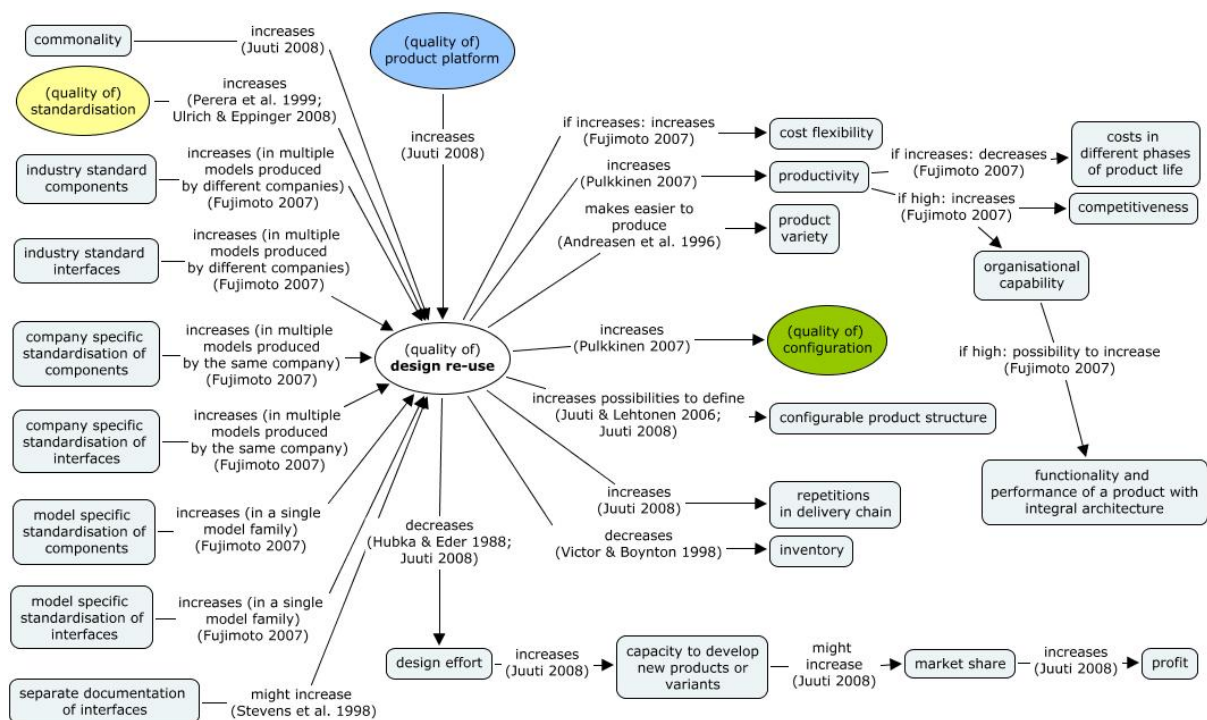 commonality
increases
(Juuti 2008)
(quality of)
product platform
increases
(Juuti 2008)
(quality of)
standardisation
increases
(Perera et al. 1999;
Ulrich & Eppinger 2008)
industry standard
components
increases (in multiple
models produced
by different companies)
(Fujimoto 2007)
industry standard
interfaces
increases (in multiple
models produced
by different companies)
(Fujimoto 2007)
company specific
standardisation of
components
increases (in multiple
models produced
by the same company)
(Fujimoto 2007)
company specific
standardisation of
interfaces
increases (in multiple
models produced
by the same company)
(Fujimoto 2007)
model specific
standardisation of
components
increases (in a single
model family)
(Fujimoto 2007)
model specific
standardisation of
interfaces
increases (in a single
model family)
(Fujimoto 2007)
separate documentation
of interfaces
might increase
(Stevens et al. 1998)
(quality of)
design re-use
if increases: increases
(Fujimoto 2007)
cost flexibility
increases
(Pulkkinen 2007)
productivity
if increases: decreases
(Fujimoto 2007)
costs in
different phases
of product life
if high: increases
(Fujimoto 2007)
competitiveness
organisational
capability
if high: possibility to increase
(Fujimoto 2007)
functionality and
performance of a product with
integral architecture
makes easier to
produce
(Andreasen et al. 1996)
product
variety
increases
(Pulkkinen 2007)
(quality of)
configuration
increases possibilities to define
(Juuti & Lehtonen 2006;
Juuti 2008)
configurable product structure
increases
(Juuti 2008)
repetitions
in delivery chain
decreases
(Victor & Boynton 1998)
inventory
decreases
(Hubka & Eder 1988;
Juuti 2008)
design effort
increases
(Juuti 2008)
capacity to develop
new products or
variants
might
increase
(Juuti 2008)
market share
increases
(Juuti 2008)
profit